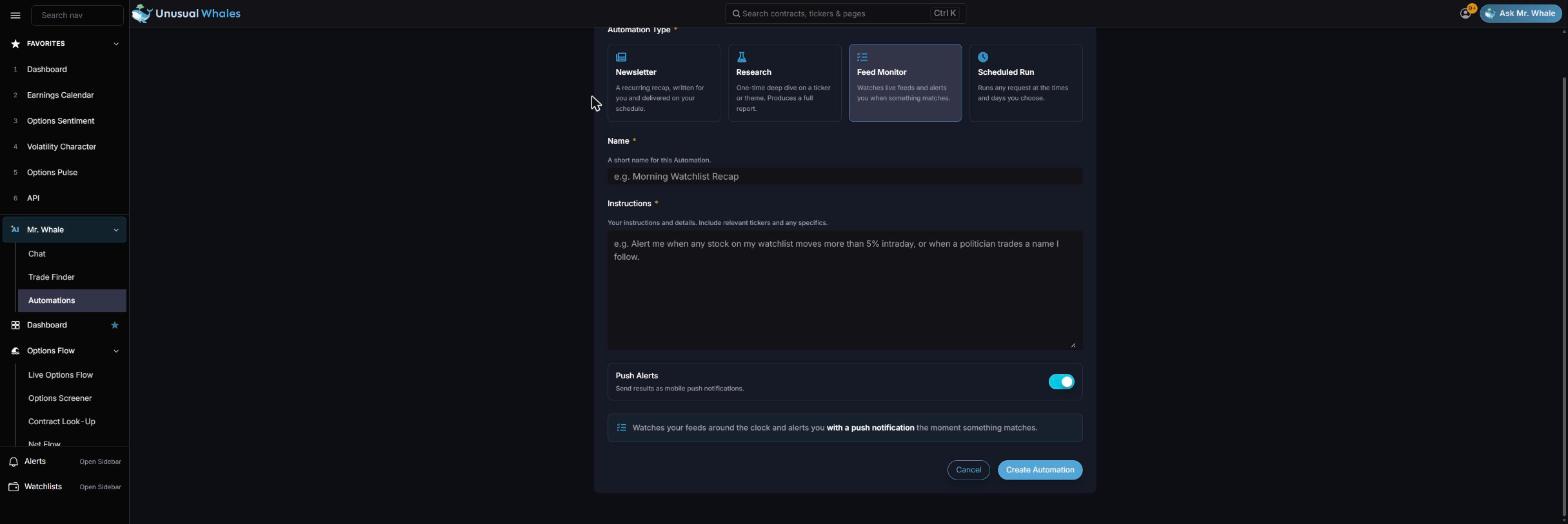 Search nav
Unusual Whales
Search contracts, tickers & pages
Ctrl K
9+
Ask Mr. Whale
FAVORITES
1 Dashboard
2 Earnings Calendar
3 Options Sentiment
4 Volatility Character
5 Options Pulse
6 API
AI Mr. Whale
Chat
Trade Finder
Automations
Dashboard
Options Flow
Live Options Flow
Options Screener
Contract Look-Up
Net Flow
Alerts Open Sidebar
Watchlists Open Sidebar
Automation Type *
Newsletter
A recurring recap, written for
you and delivered on your
schedule.
Research
One-time deep dive on a ticker
or theme. Produces a full
report.
Feed Monitor
Watches live feeds and alerts
you when something matches.
Scheduled Run
Runs any request at the times
and days you choose.
Name *
A short name for this Automation.
e.g. Morning Watchlist Recap
Instructions *
Your instructions and details. Include relevant tickers and any specifics.
e.g. Alert me when any stock on my watchlist moves more than 5% intraday, or when a politician trades a name I
follow.
Push Alerts
Send results as mobile push notifications.
Watches your feeds around the clock and alerts you with a push notification the moment something matches.
Cancel
Create Automation